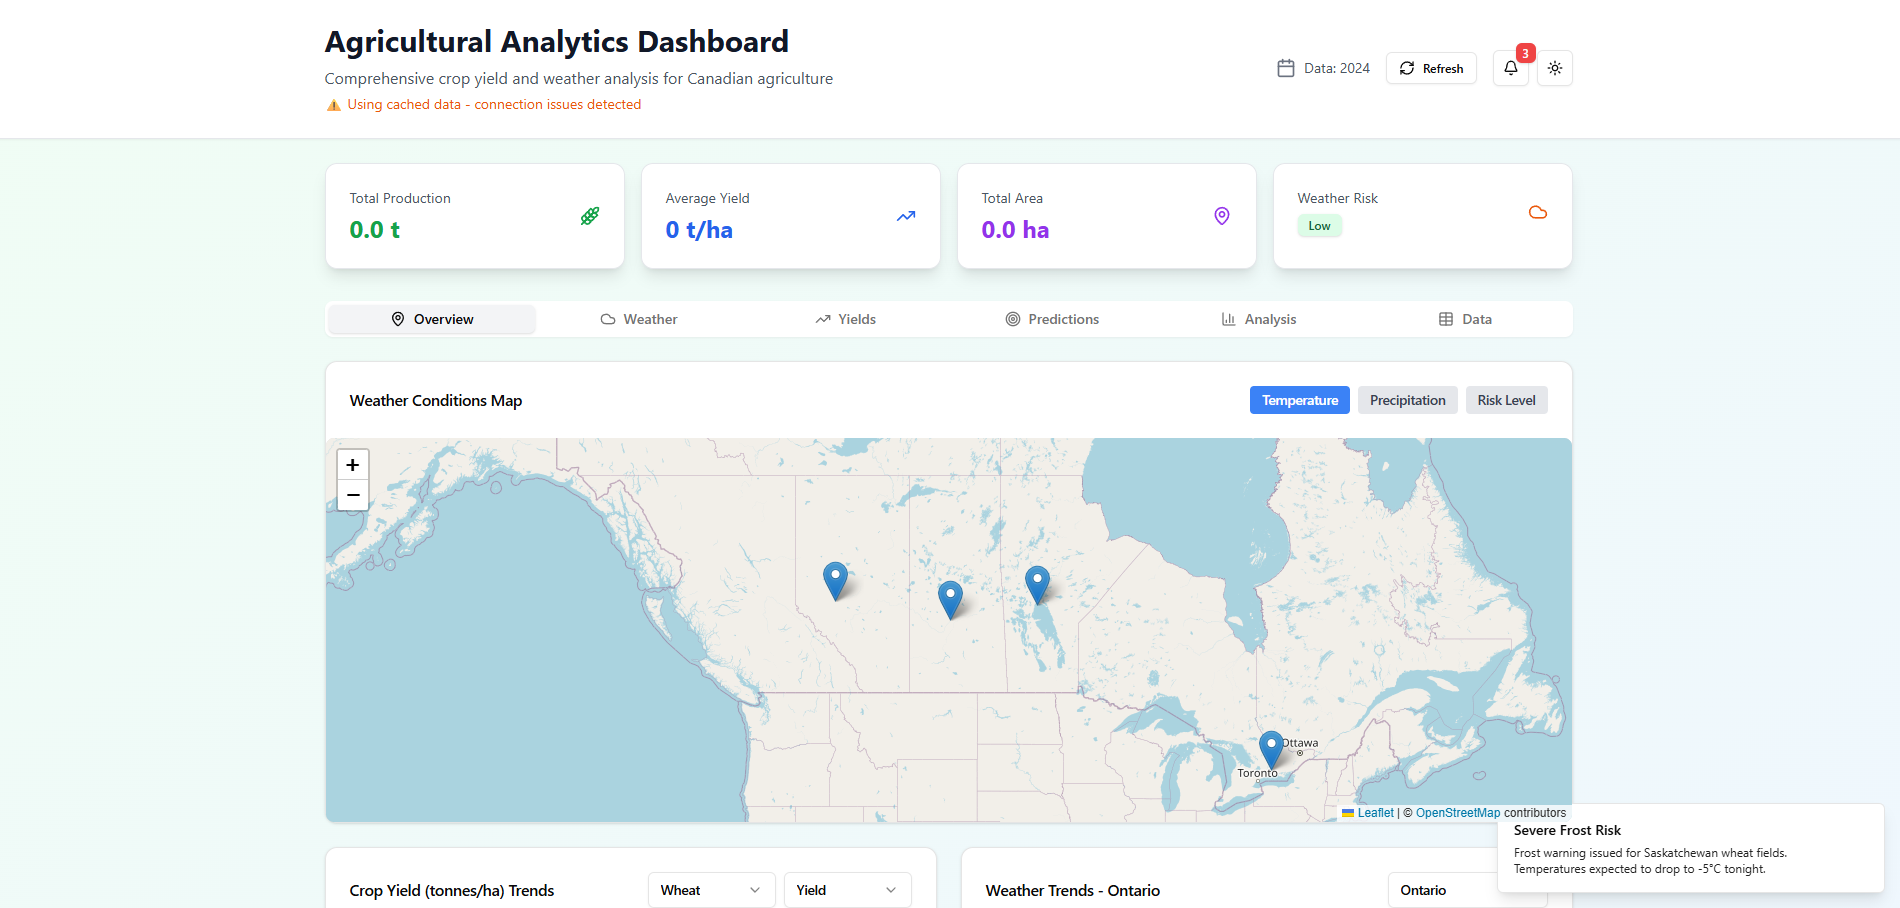 Agricultural Analytics Dashboard
Comprehensive crop yield and weather analysis for Canadian agriculture
Using cached data - connection issues detected
Data: 2024
Refresh
3
Total Production
0.0 t
Average Yield
0 t/ha
Total Area
0.0 ha
Weather Risk
Low
Overview
Weather
Yields
Predictions
Analysis
Data
Weather Conditions Map
Temperature
Precipitation
Risk Level
+
−
Ottawa
Toronto
Leaflet | © OpenStreetMap contributors
Severe Frost Risk
Frost warning issued for Saskatchewan wheat fields.
Temperatures expected to drop to -5°C tonight.
Crop Yield (tonnes/ha) Trends
Wheat
Yield
Weather Trends - Ontario
Ontario